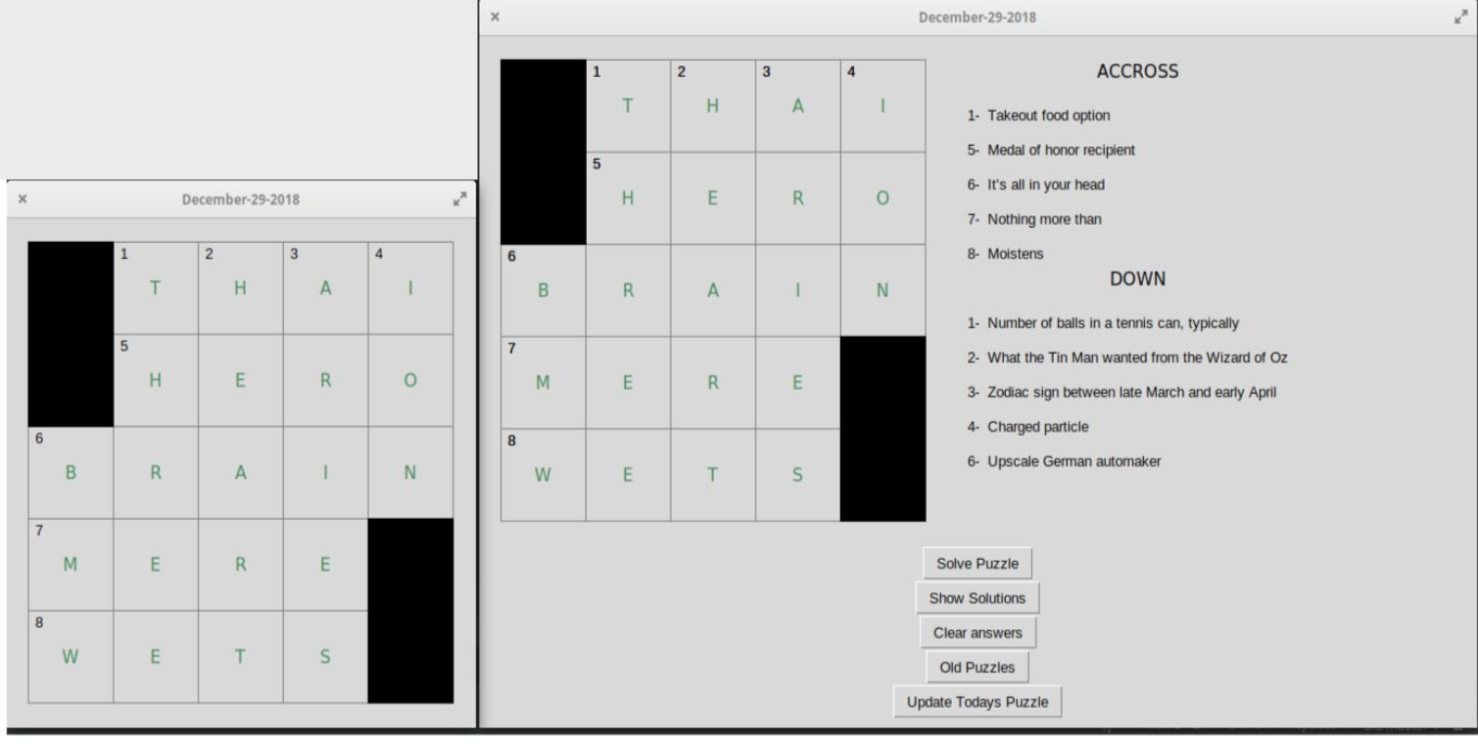 December-29-2018
1 2 3 4
T H A I
5
H E R O
6
B R A I N
7
M E R E
8
W E T S
December-29-2018
1 2 3 4
T H A I
5
H E R O
6
B R A I N
7
M E R E
8
W E T S
ACCROSS
1- Takeout food option
5- Medal of honor recipient
6- It's all in your head
7- Nothing more than
8- Moistens
DOWN
1- Number of balls in a tennis can, typically
2- What the Tin Man wanted from the Wizard of Oz
3- Zodiac sign between late March and early April
4- Charged particle
6- Upscale German automaker
Solve Puzzle
Show Solutions
Clear answers
Old Puzzles
Update Todays Puzzle